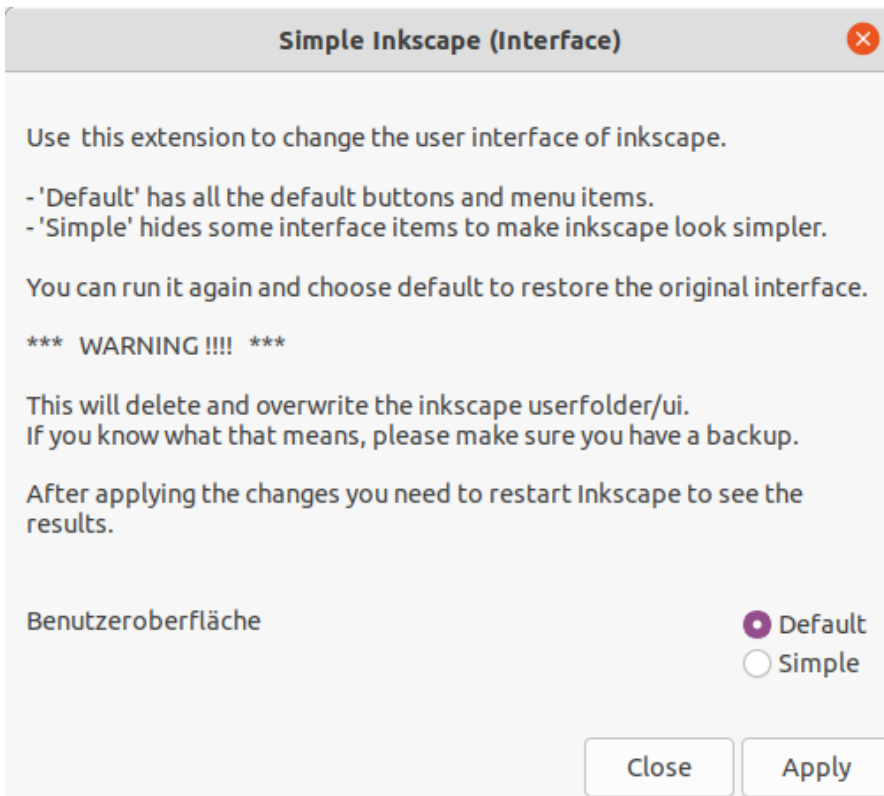 Simple Inkscape (Interface)
Use  this extension to change the user interface of inkscape.
- 'Default' has all the default buttons and menu items.
- 'Simple' hides some interface items to make inkscape look simpler.
You can run it again and choose default to restore the original interface.
***   WARNING !!!!   ***
This will delete and overwrite the inkscape userfolder/ui.
If you know what that means, please make sure you have a backup.
After applying the changes you need to restart Inkscape to see the
results.
Benutzeroberfläche
Default
Simple
Close
Apply